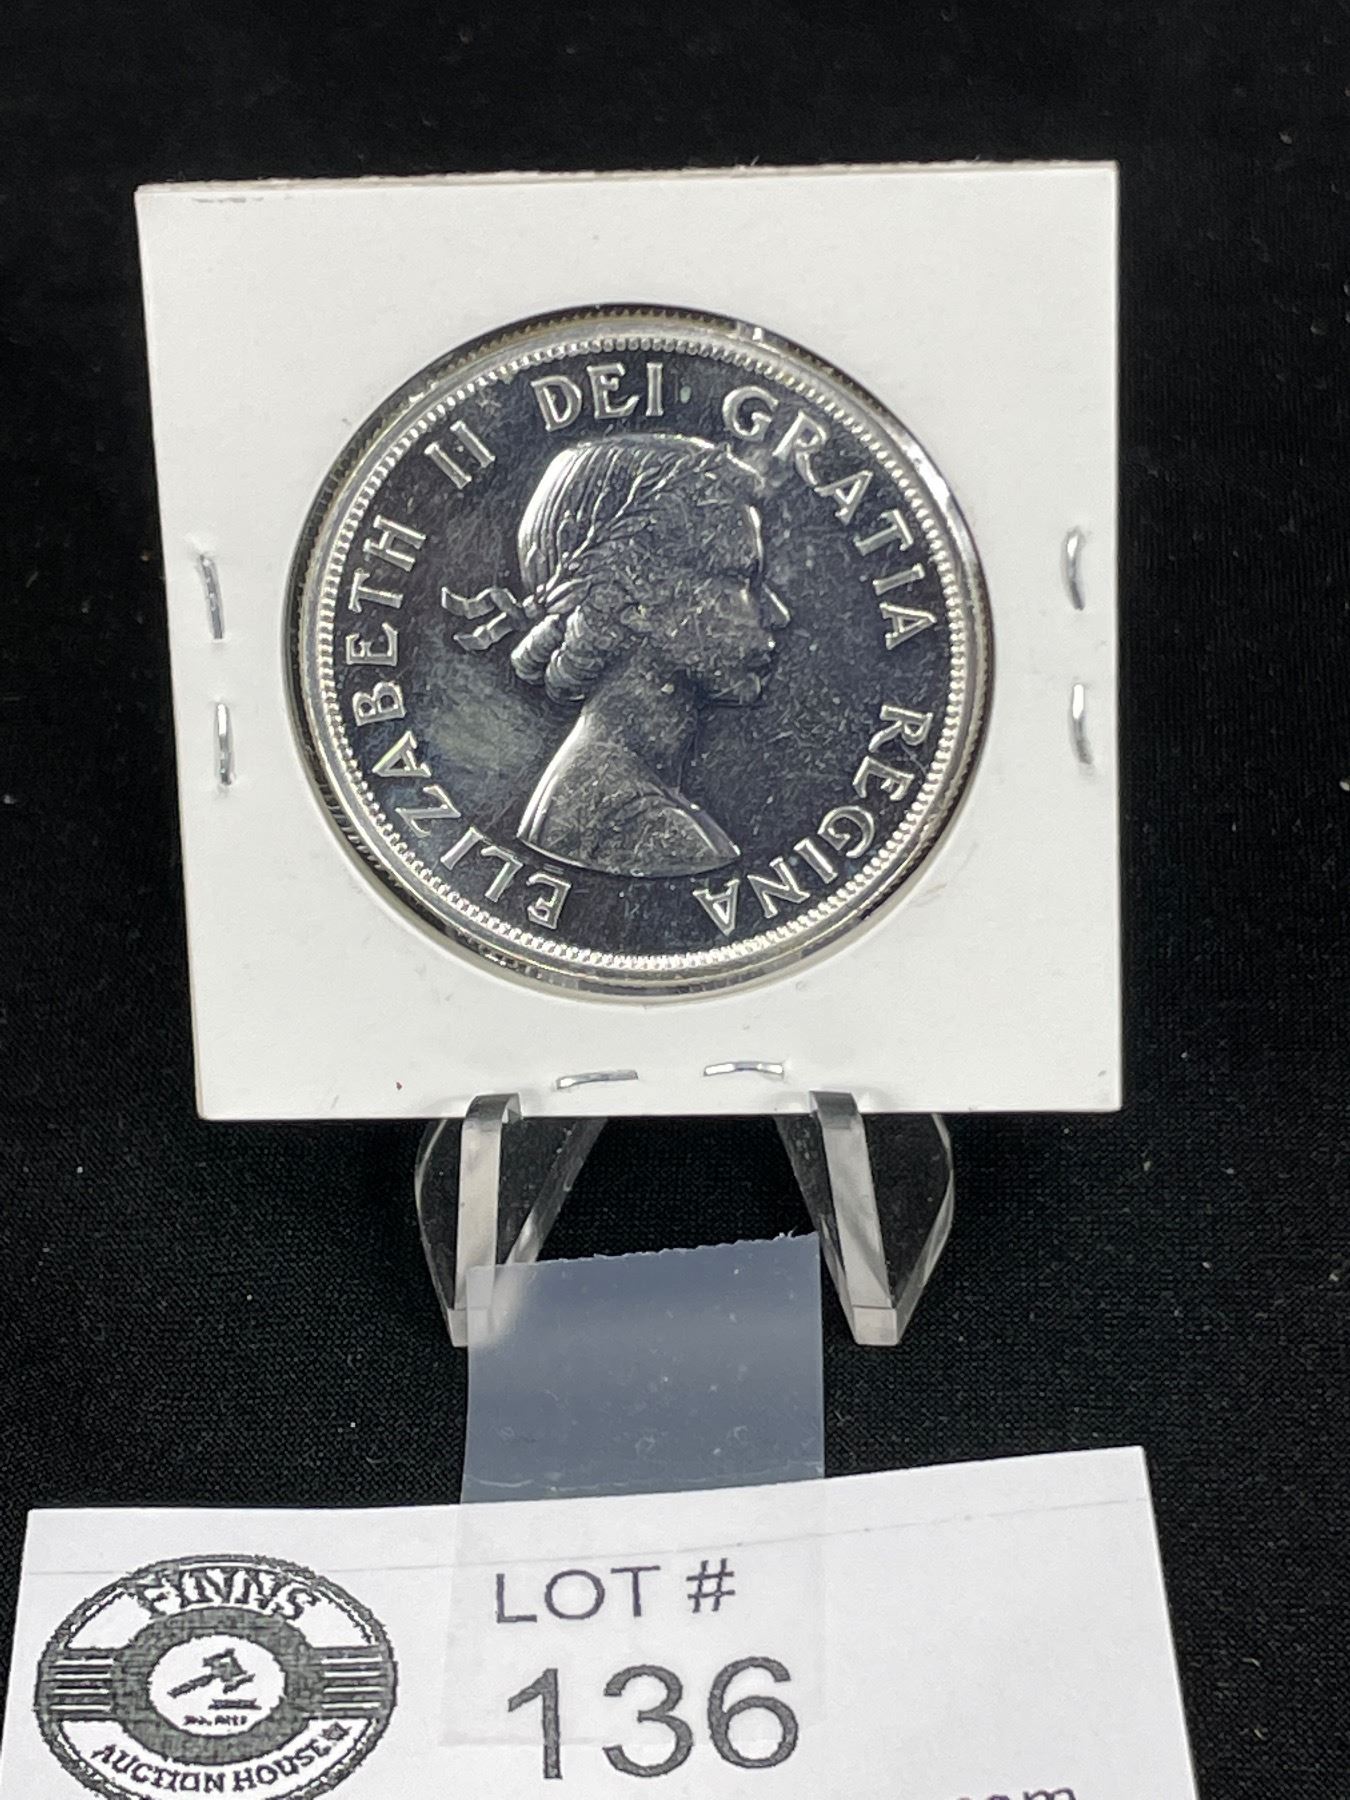 ELIZABETH II DEI GRATIA REGINA
FINNS
AUCTION HOUSE
LOT #
136